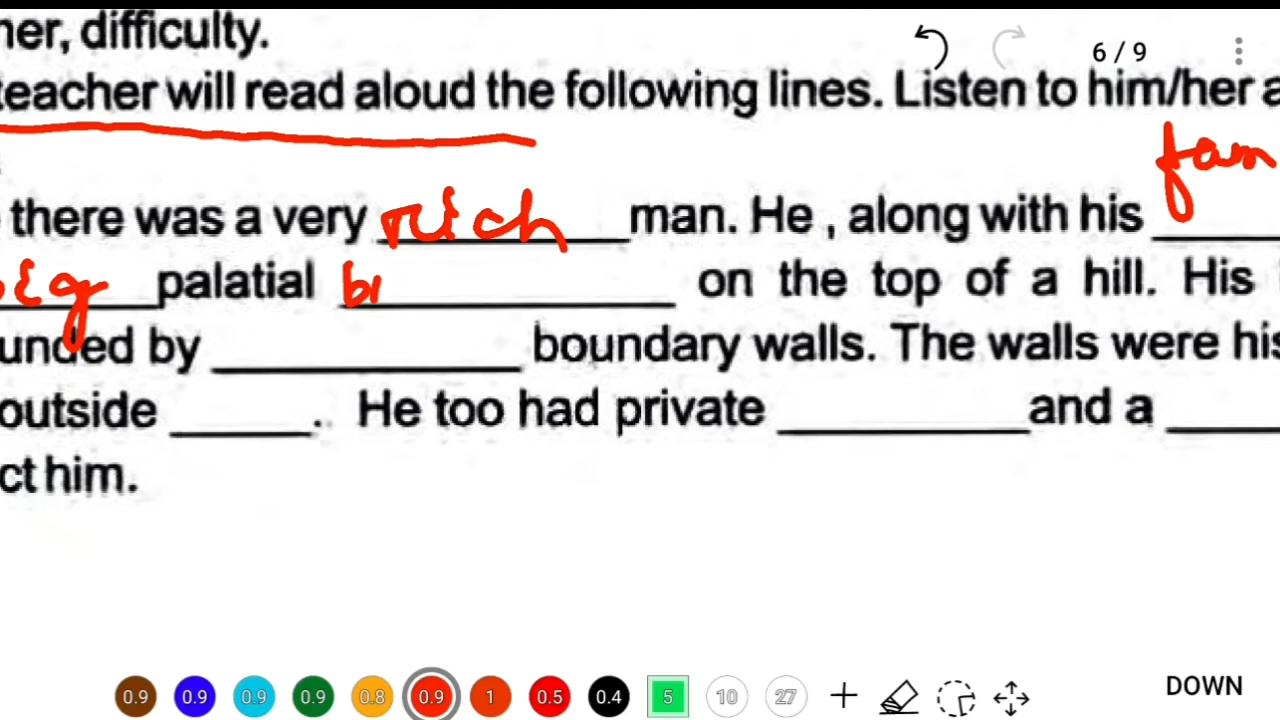 ner, difficulty.
6 / 9
teacher will read aloud the following lines. Listen to him/her a
fam
there was a very rich man. He , along with his
big palatial b on the top of a hill. His
unded by boundary walls. The walls were his
outside . He too had private and a
ct him.
0.9 0.9 0.9 0.9 0.8 0.9 1 0.5 0.4 5 10 27
DOWN